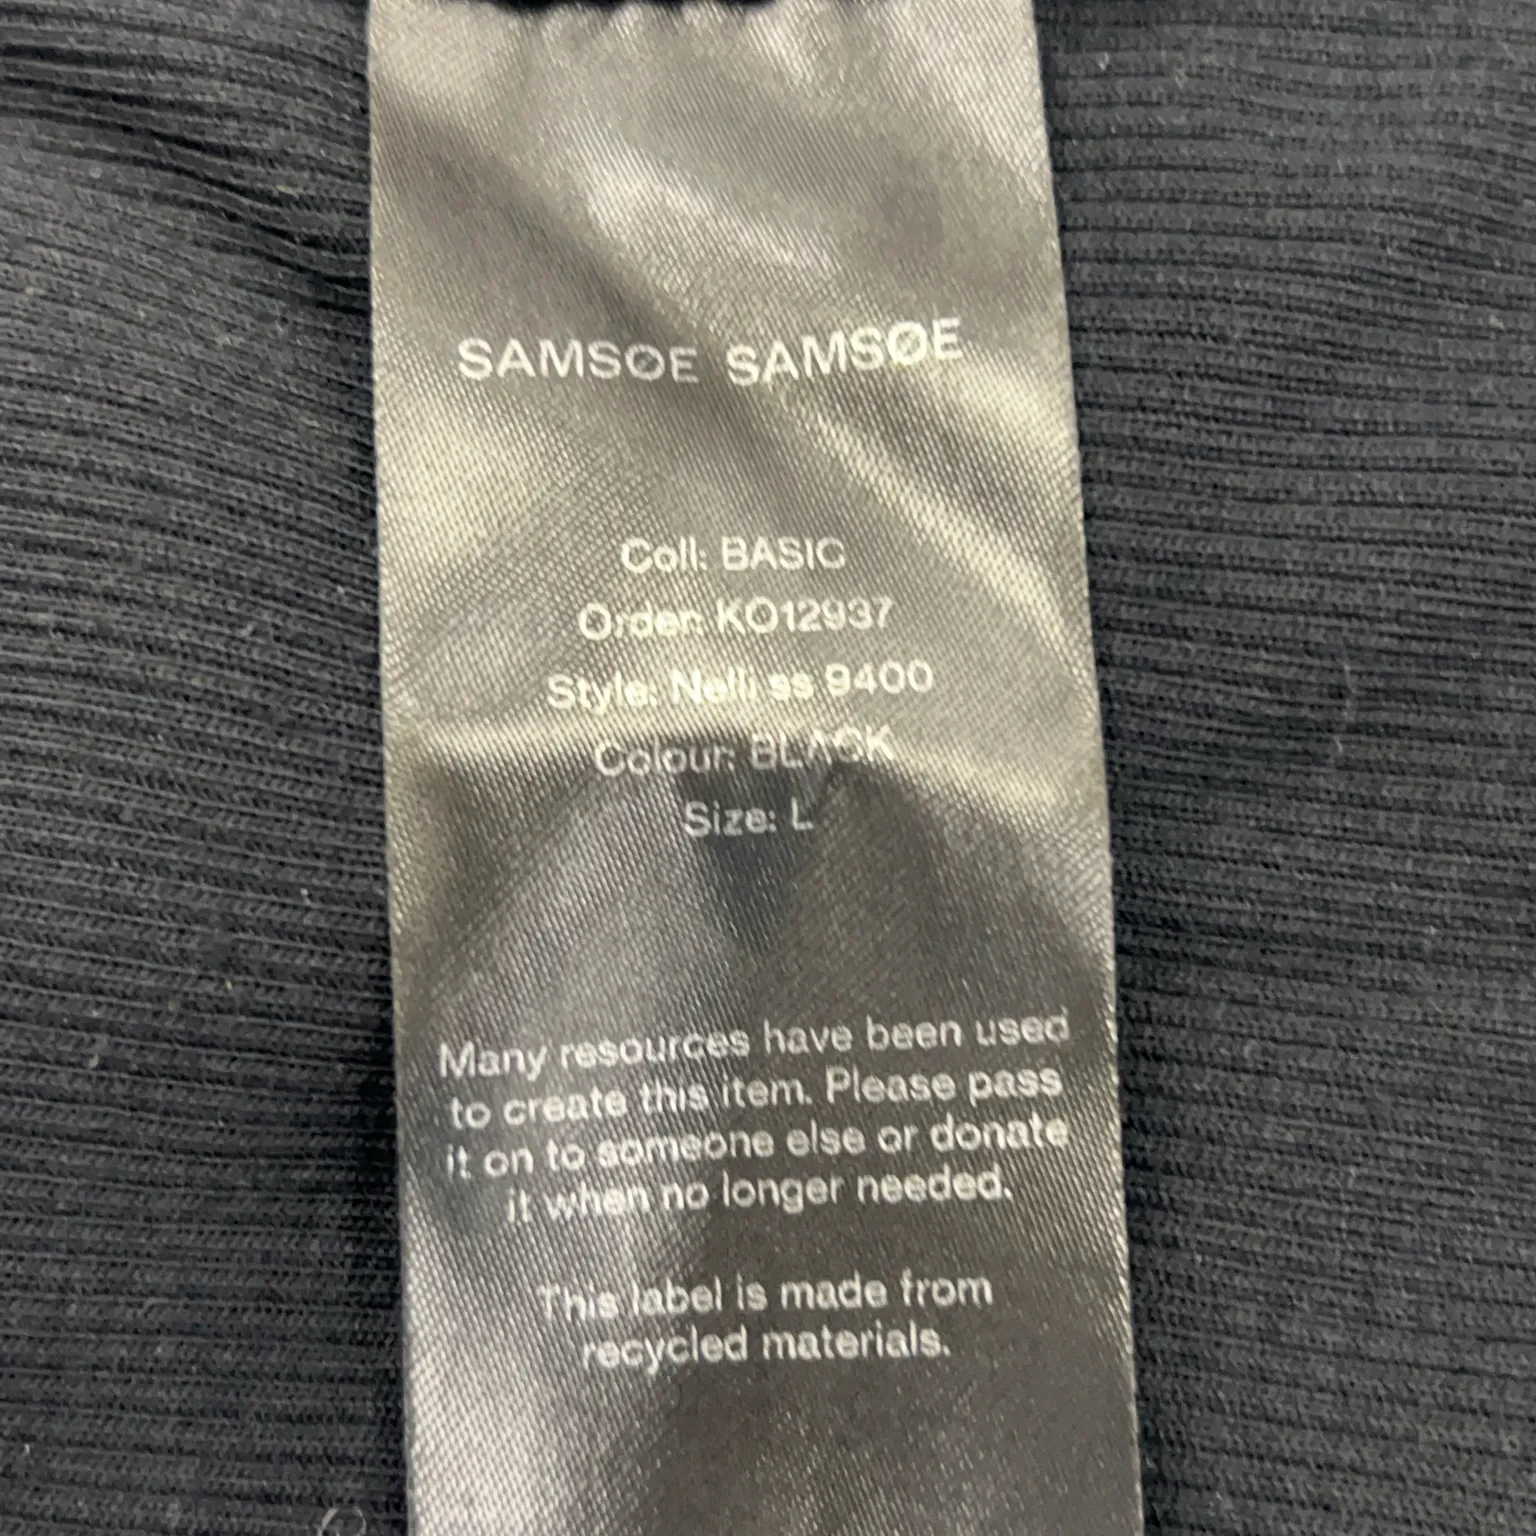 SAMSØE SAMSØE
Coll: BASIC
Order: KO12937
Style: Nelli ss 9400
Colour: BLACK
Size: L
Many resources have been used
to create this item. Please pass
it on to someone else or donate
it when no longer needed.
This label is made from
recycled materials.